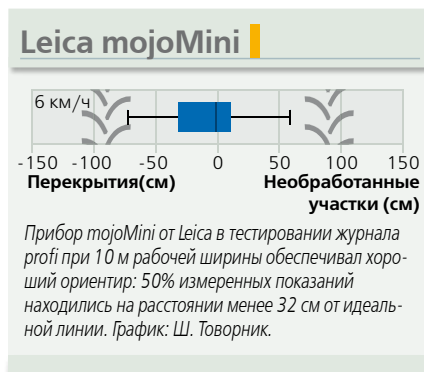 Leica mojoMini
6 км/ч
-150 -100 -50 0 50 100 150
Перекрытия(см) Необработанные
участки (см)
Прибор mojoMini от Leica в тестировании журнала
profi при 10 м рабочей ширины обеспечивал хоро-
ший ориентир: 50% измеренных показаний
находились на расстоянии менее 32 см от идеаль-
ной линии. График: Ш. Товорник.